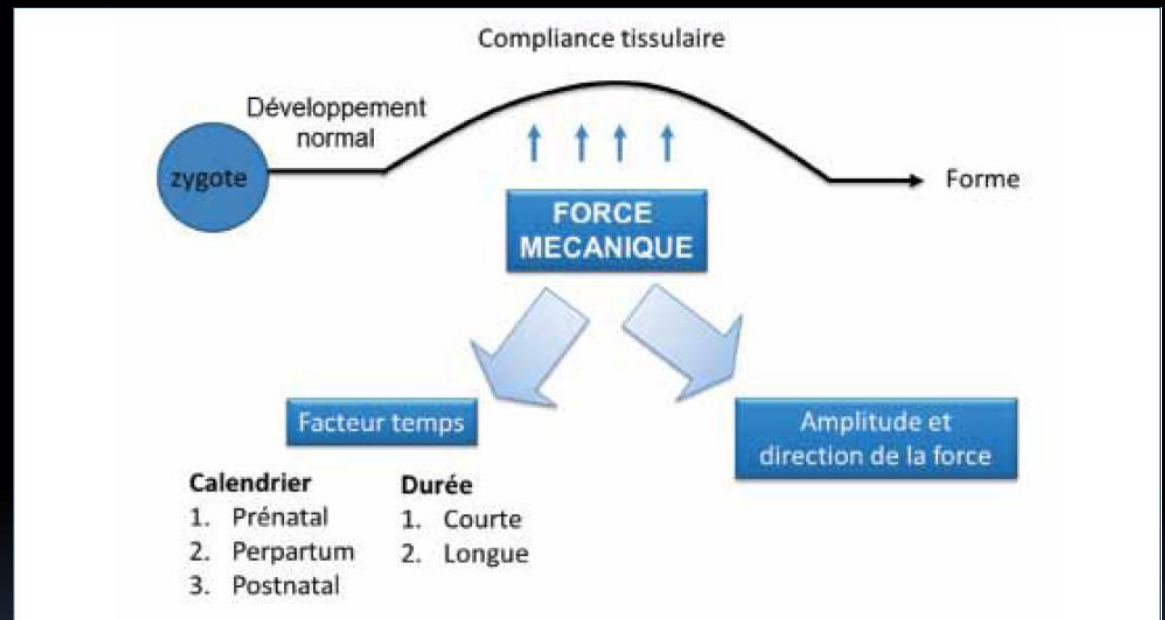 Compliance tissulaire
Développement
normal
zygote
Forme
FORCE
MECANIQUE
Facteur temps
Amplitude et
direction de la force
Calendrier
1. Prénatal
2. Perpartum
3. Postnatal
Durée
1. Courte
2. Longue